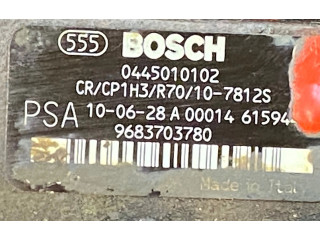 555 BOSCH
0445010102
CR/CP1H3/R70/10-7812S
PSA 10-06-28 A 00014 61594
9683703780
Made in Italy